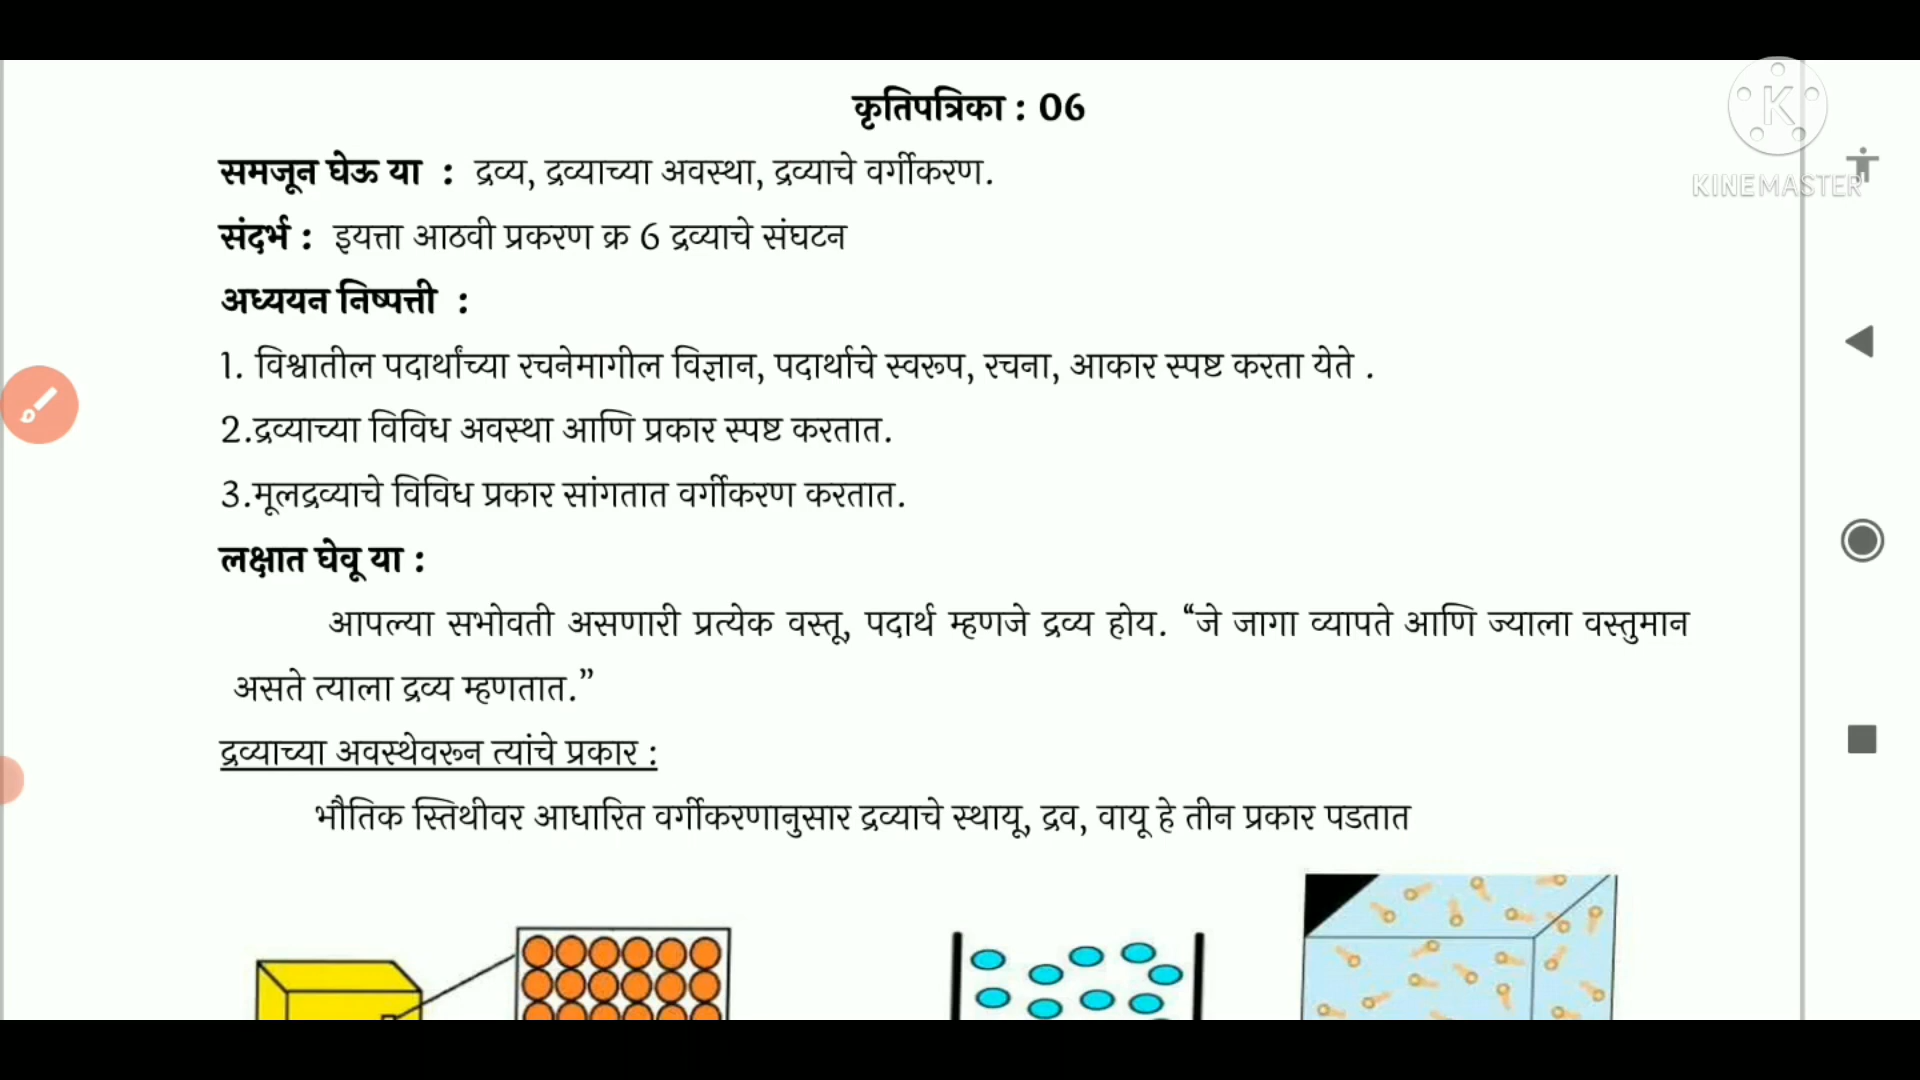 कृतिपत्रिका : 06
समजून घेऊ या : द्रव्य, द्रव्याच्या अवस्था, द्रव्याचे वर्गीकरण.
संदर्भ : इयत्ता आठवी प्रकरण क्र 6 द्रव्याचे संघटन
अध्ययन निष्पत्ती :
1. विश्वातील पदार्थांच्या रचनेमागील विज्ञान, पदार्थाचे स्वरूप, रचना, आकार स्पष्ट करता येते .
2.द्रव्याच्या विविध अवस्था आणि प्रकार स्पष्ट करतात.
3.मूलद्रव्याचे विविध प्रकार सांगतात वर्गीकरण करतात.
लक्षात घेवू या :
आपल्या सभोवती असणारी प्रत्येक वस्तू, पदार्थ म्हणजे द्रव्य होय. “जे जागा व्यापते आणि ज्याला वस्तुमान
असते त्याला द्रव्य म्हणतात.”
द्रव्याच्या अवस्थेवरून त्यांचे प्रकार :
भौतिक स्तिथीवर आधारित वर्गीकरणानुसार द्रव्याचे स्थायू, द्रव, वायू हे तीन प्रकार पडतात
K
KINEMASTER